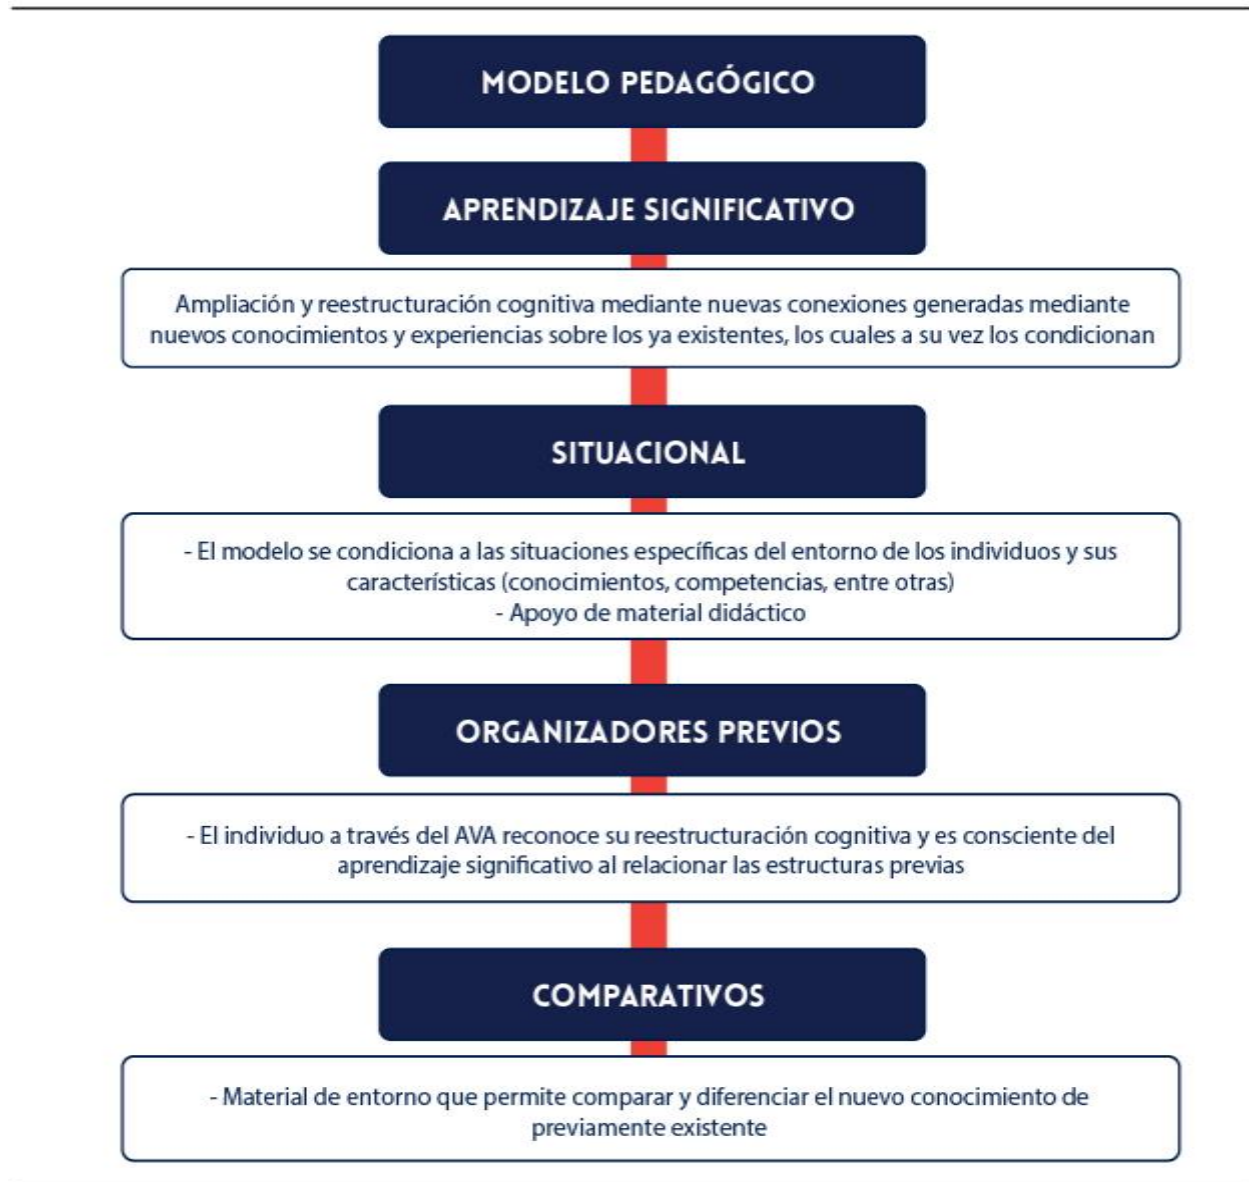 MODELO PEDAGÓGICO
APRENDIZAJE SIGNIFICATIVO
Ampliación y reestructuración cognitiva mediante nuevas conexiones generadas mediante
nuevos conocimientos y experiencias sobre los ya existentes, los cuales a su vez los condicionan
SITUACIONAL
- El modelo se condiciona a las situaciones específicas del entorno de los individuos y sus
características (conocimientos, competencias, entre otras)
- Apoyo de material didáctico
ORGANIZADORES PREVIOS
- El individuo a través del AVA reconoce su reestructuración cognitiva y es consciente del
aprendizaje significativo al relacionar las estructuras previas
COMPARATIVOS
- Material de entorno que permite comparar y diferenciar el nuevo conocimiento de
previamente existente